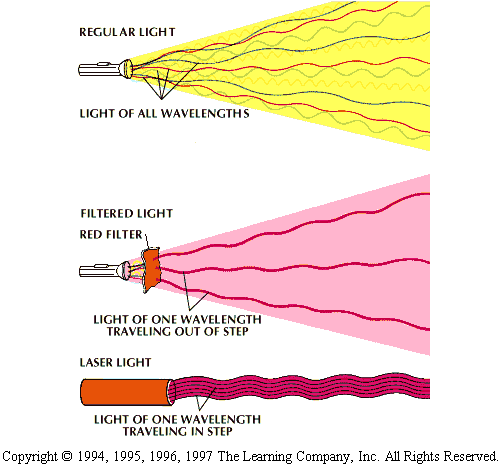 REGULAR LIGHT
LIGHT OF ALL WAVELENGTHS
FILTERED LIGHT
RED FILTER
LIGHT OF ONE WAVELENGTH
TRAVELING OUT OF STEP
LASER LIGHT
LIGHT OF ONE WAVELENGTH
TRAVELING IN STEP
Copyright © 1994, 1995, 1996, 1997 The Learning Company, Inc. All Rights Reserved.